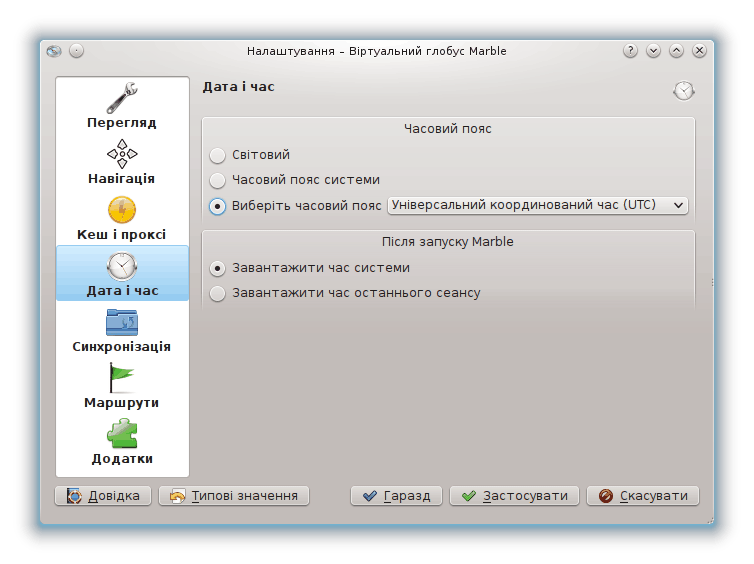 Налаштування – Віртуальний глобус Marble
Перегляд
Навігація
Кеш і проксі
Дата і час
Синхронізація
Маршрути
Додатки
Дата і час
Часовий пояс
Світовий
Часовий пояс системи
Виберіть часовий пояс Універсальний координований час (UTC)
Після запуску Marble
Завантажити час системи
Завантажити час останнього сеансу
Довідка Типові значення Гаразд Застосувати Скасувати